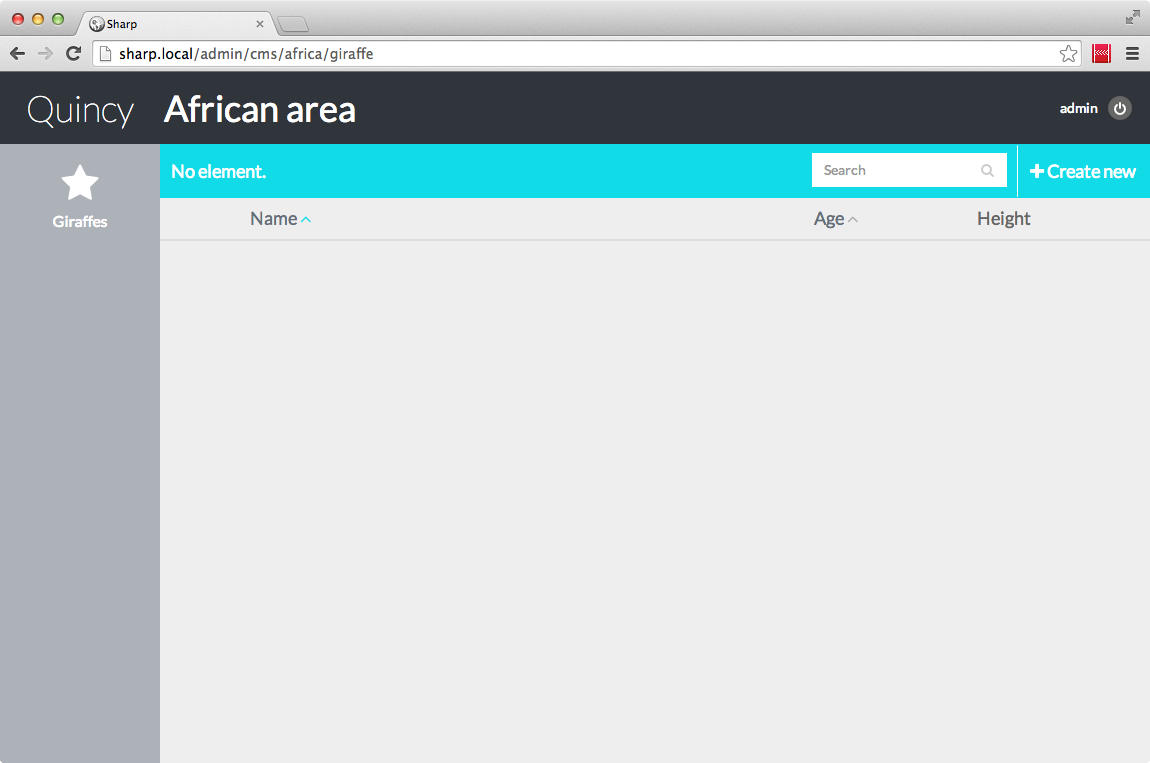 Sharp
sharp.local/admin/cms/africa/giraffe
Quincy African area admin
Giraffes
No element. Search Create new
Name Age Height